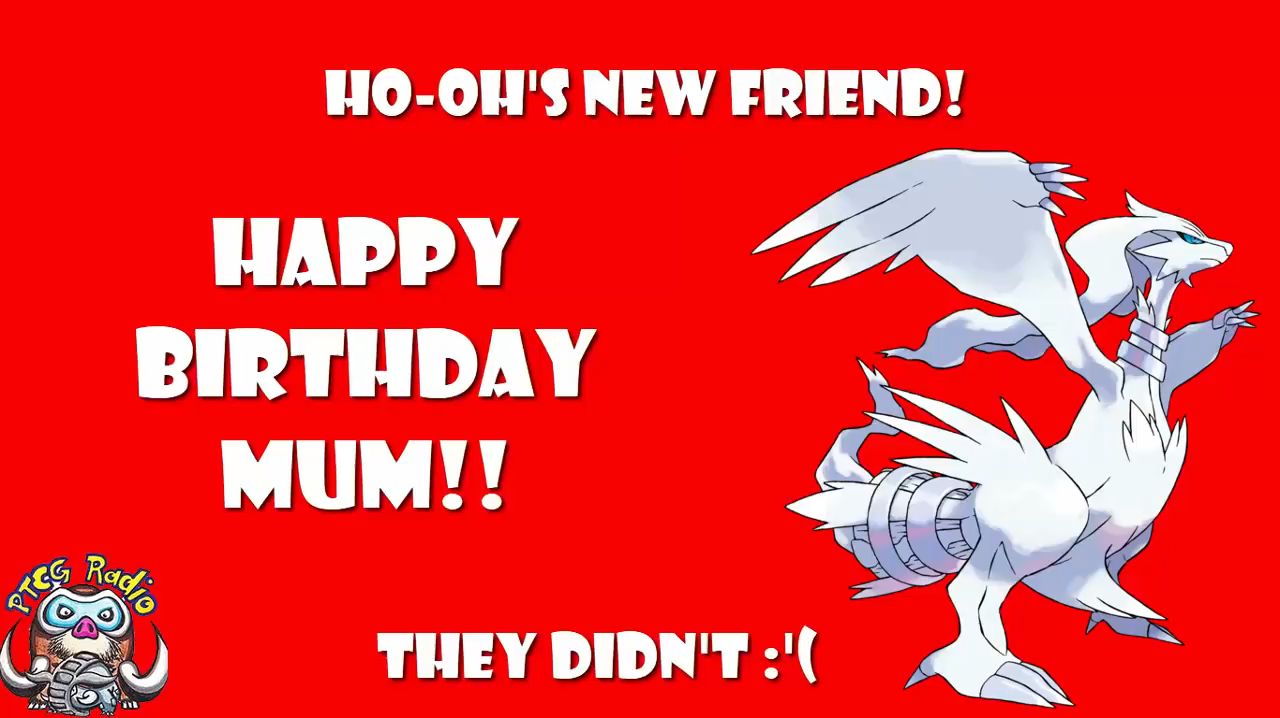 HO-OH'S NEW FRIEND!
HAPPY
BIRTHDAY
MUM!!
PTCG Radio
THEY DIDN'T :'(